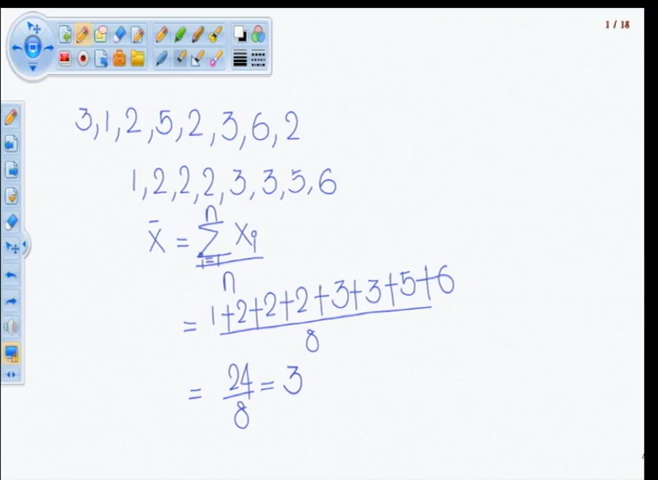 1 / 18
3,1,2,5,2,3,6,2
1,2,2,2,3,3,5,6
x̄ = n∑i=1 xi / n
= 1+2+2+2+3+3+5+6 / 8
= 24/8 = 3